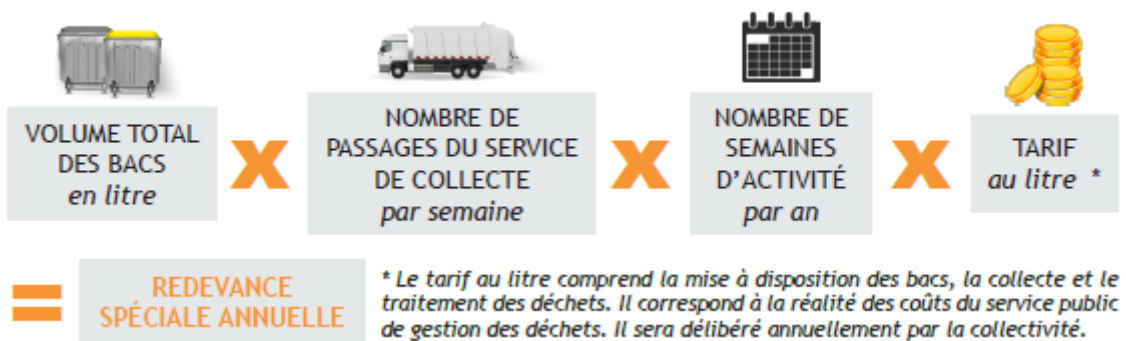 VOLUME TOTAL
DES BACS
en litre
X
NOMBRE DE
PASSAGES DU SERVICE
DE COLLECTE
par semaine
X
NOMBRE DE
SEMAINES
D'ACTIVITÉ
par an
X
TARIF
au litre *
=
REDEVANCE
SPÉCIALE ANNUELLE
* Le tarif au litre comprend la mise à disposition des bacs, la collecte et le
traitement des déchets. Il correspond à la réalité des coûts du service public
de gestion des déchets. Il sera délibéré annuellement par la collectivité.